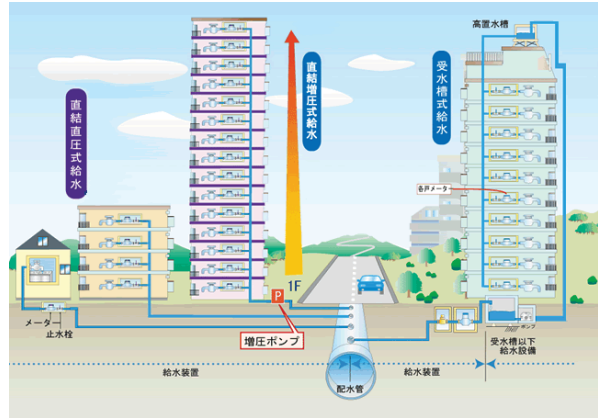 高置水槽
直結増圧式給水
受水槽式給水
直結直圧式給水
各戸メーター
1F
P
メーター
止水栓
増圧ポンプ
ポンプ
受水槽以下
給水設備
給水装置
配水管
給水装置